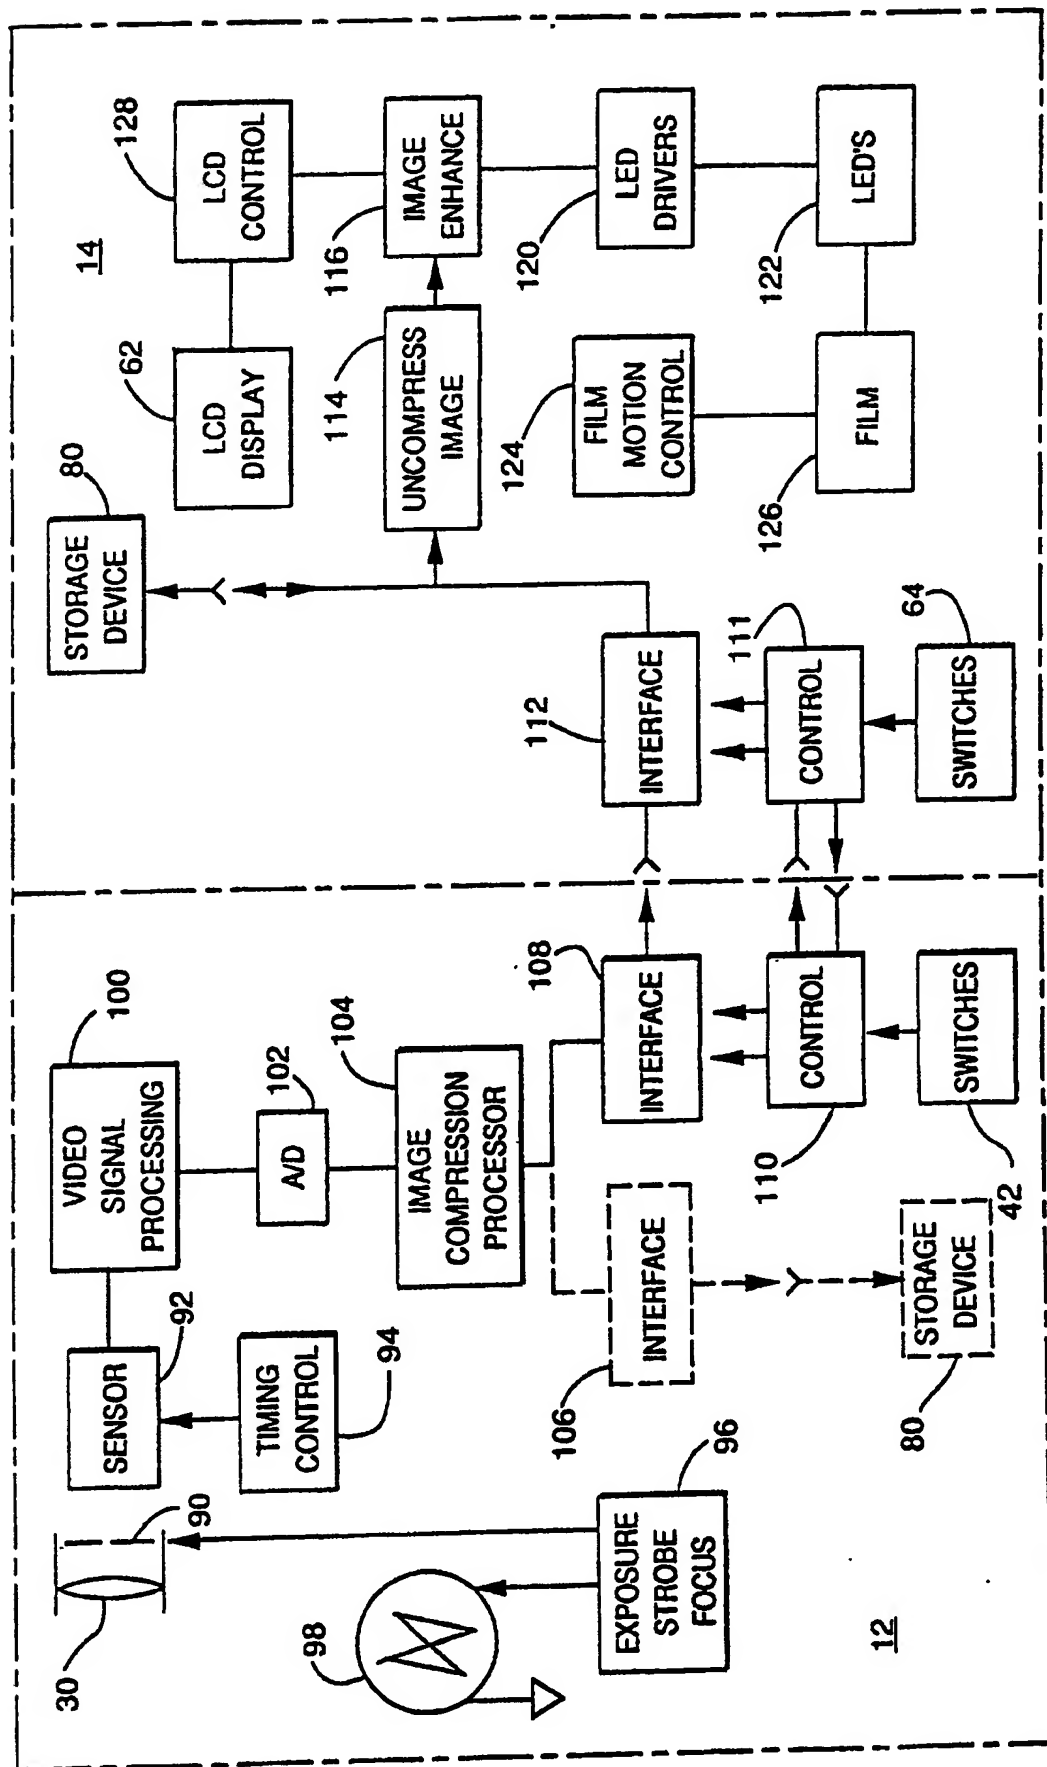 30
90
SENSOR
92
TIMING
CONTROL
94
VIDEO
SIGNAL
PROCESSING
100
A/D
102
IMAGE
COMPRESSION
PROCESSOR
104
98
EXPOSURE
STROBE
FOCUS
96
INTERFACE
106
STORAGE
DEVICE
80
INTERFACE
108
CONTROL
110
SWITCHES
42
12
STORAGE
DEVICE
80
14
LCD
DISPLAY
62
LCD
CONTROL
128
UNCOMPRESS
IMAGE
114
IMAGE
ENHANCE
116
INTERFACE
112
CONTROL
111
SWITCHES
64
FILM
MOTION
CONTROL
124
LED
DRIVERS
120
FILM
126
LED'S
122